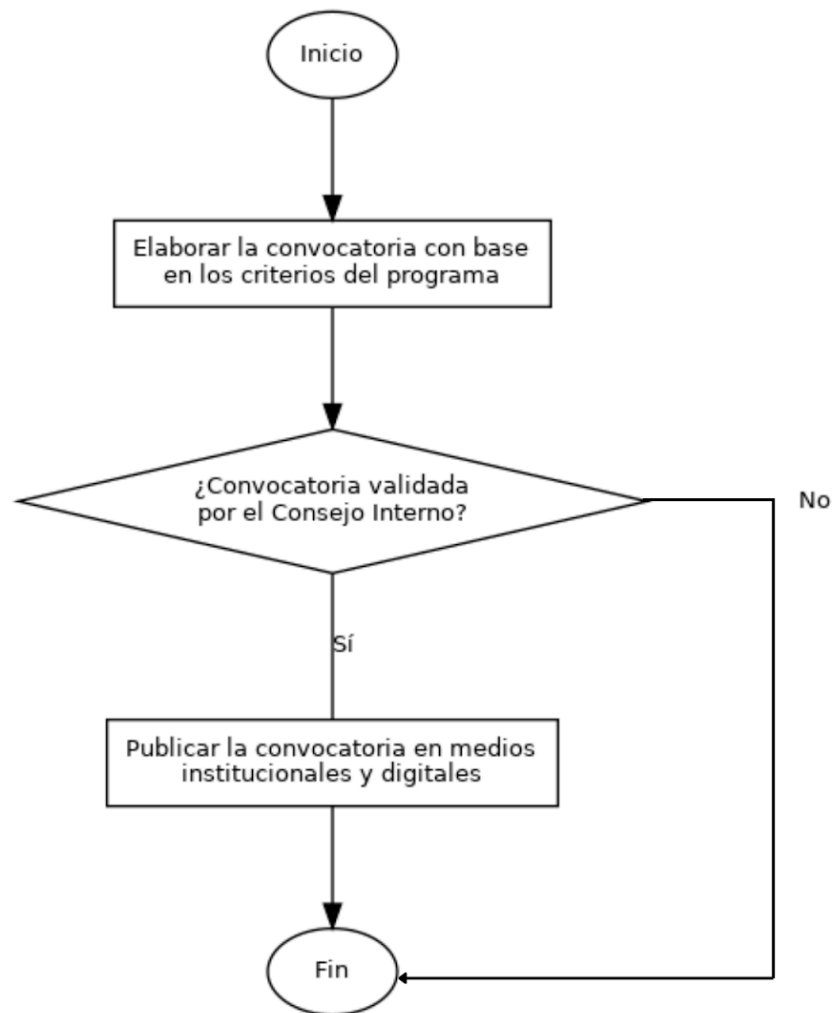 Inicio
Elaborar la convocatoria con base
en los criterios del programa
¿Convocatoria validada
por el Consejo Interno?
No
Sí
Publicar la convocatoria en medios
institucionales y digitales
Fin